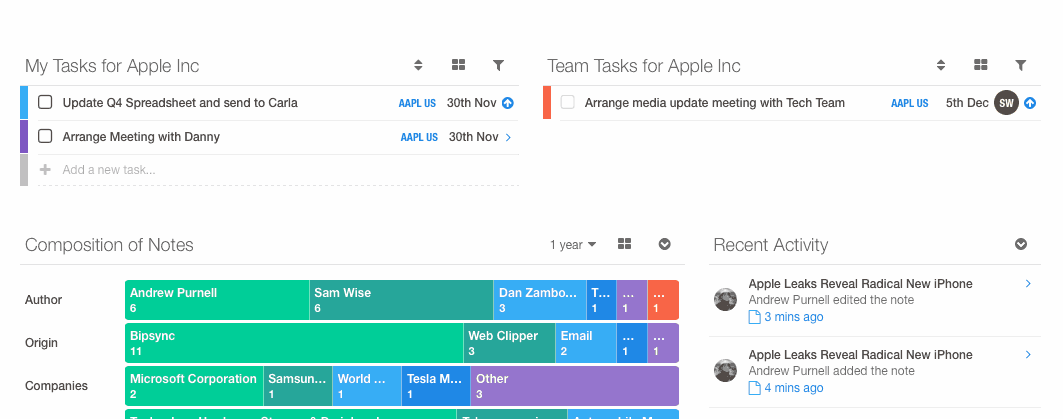 My Tasks for Apple Inc
Update Q4 Spreadsheet and send to Carla AAPL US 30th Nov
Arrange Meeting with Danny AAPL US 30th Nov
Add a new task...
Team Tasks for Apple Inc
Arrange media update meeting with Tech Team AAPL US 5th Dec SW
Composition of Notes 1 year
Author
Andrew Purnell Sam Wise Dan Zambo... T... ... ...
6 6 3 1 1 1
Origin
Bipsync Web Clipper Email ... ...
11 3 2 1 1
Companies
Microsoft Corporation Samsun... World ... Tesla M... Other
2 1 1 1 3
Recent Activity
Apple Leaks Reveal Radical New iPhone
Andrew Purnell edited the note
3 mins ago
Apple Leaks Reveal Radical New iPhone
Andrew Purnell added the note
4 mins ago